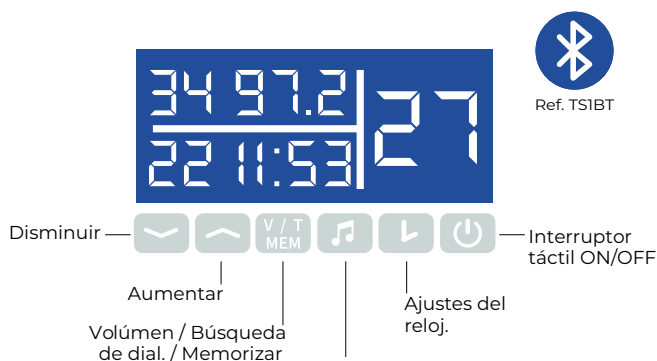 34 97.2
27
22 11:53
Ref. TS1BT
Disminuir
V / T
MEM
Interruptor
táctil ON/OFF
Aumentar
Ajustes del
reloj.
Volúmen / Búsqueda
de dial. / Memorizar